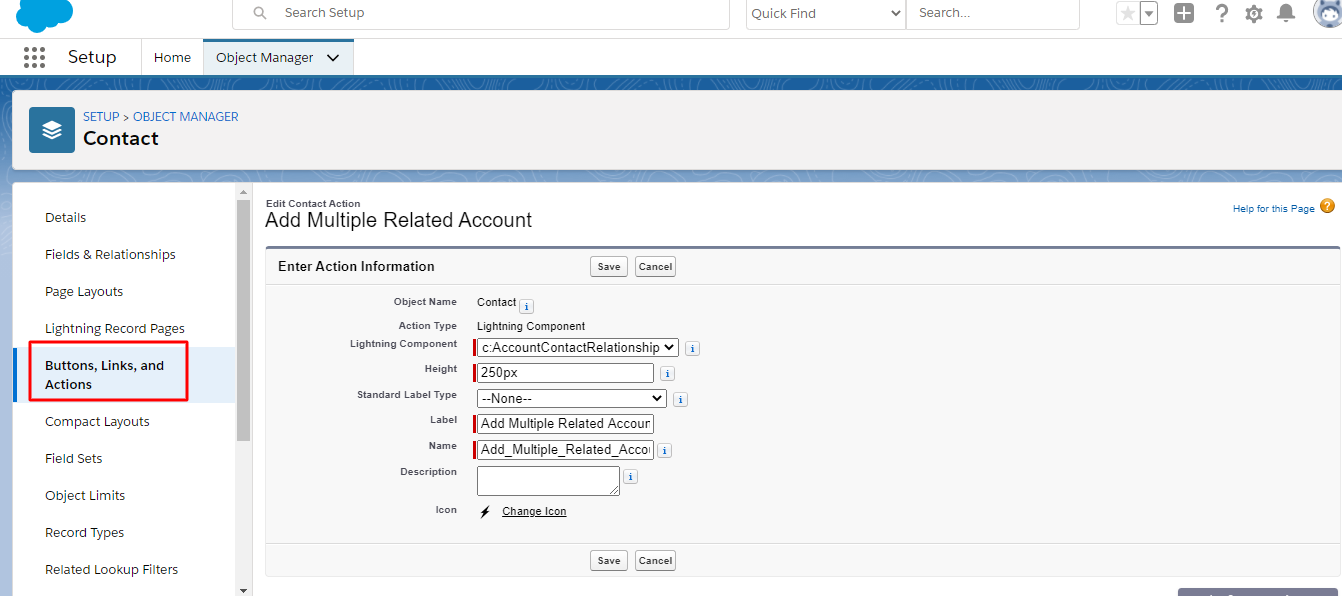 Search Setup
Quick Find
Search...
Setup
Home
Object Manager
SETUP > OBJECT MANAGER
Contact
Details
Fields & Relationships
Page Layouts
Lightning Record Pages
Buttons, Links, and
Actions
Compact Layouts
Field Sets
Object Limits
Record Types
Related Lookup Filters
Edit Contact Action
Add Multiple Related Account
Help for this Page
Enter Action Information
Save
Cancel
Object Name
Contact
Action Type
Lightning Component
Lightning Component
c:AccountContactRelationship
Height
250px
Standard Label Type
--None--
Label
Add Multiple Related Accoun
Name
Add_Multiple_Related_Accou
Description
Icon
Change Icon
Save
Cancel